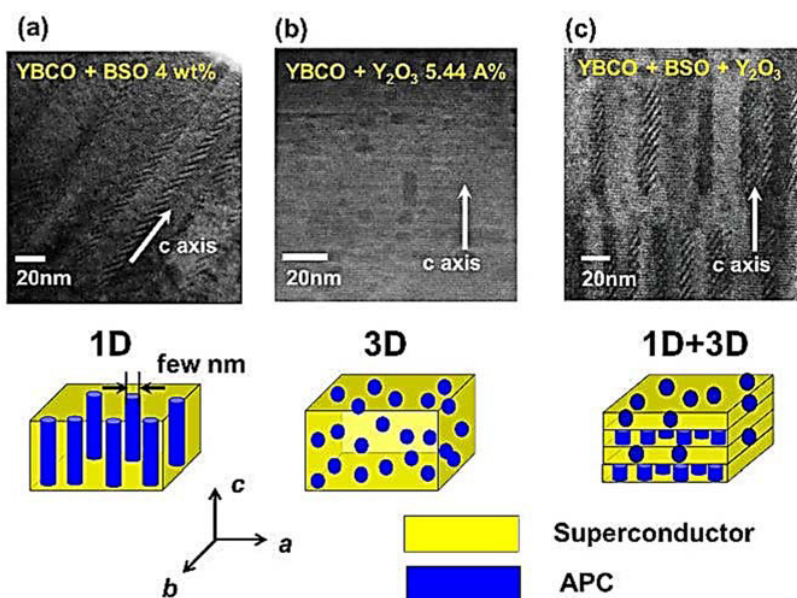 (a)
YBCO + BSO 4 wt%
c axis
20nm
(b)
YBCO + Y₂O₃ 5.44 A%
c axis
20nm
(c)
YBCO + BSO + Y₂O₃
c axis
20nm
1D
few nm
3D
1D+3D
c
a
b
Superconductor
APC